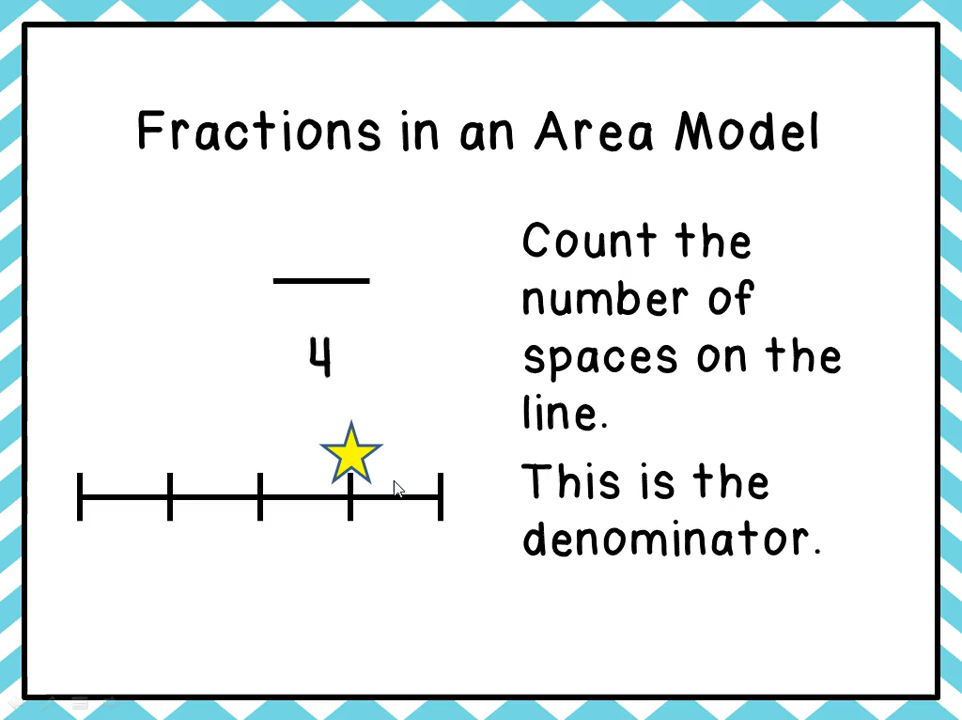 Fractions in an Area Model
4
Count the
number of
spaces on the
line.
This is the
denominator.